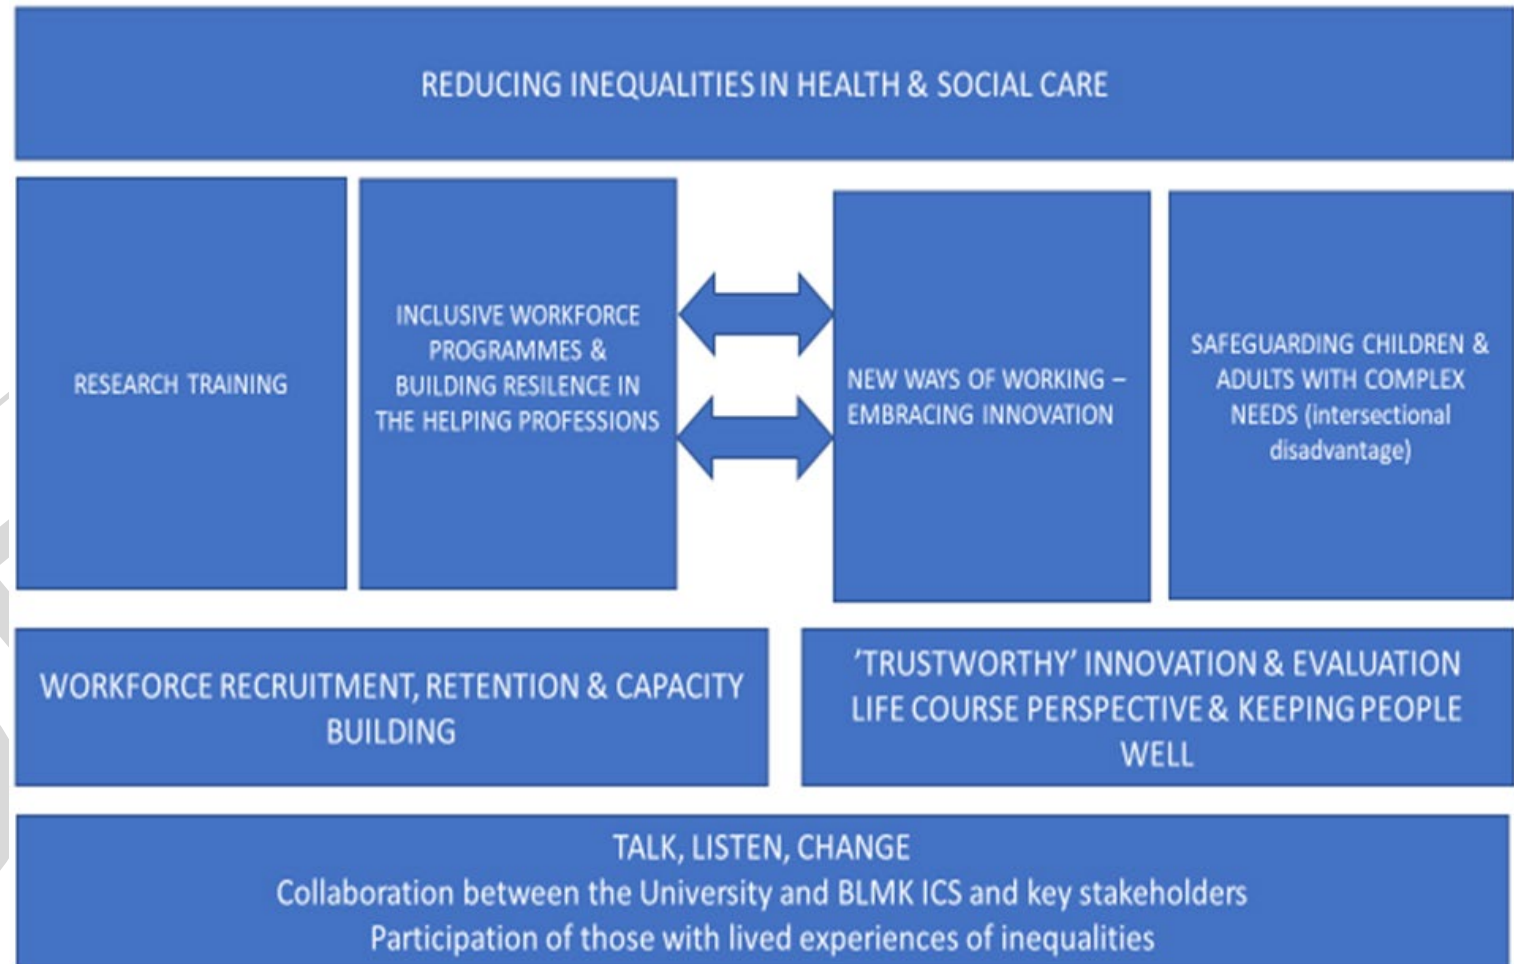 REDUCING INEQUALITIES IN HEALTH & SOCIAL CARE
RESEARCH TRAINING
INCLUSIVE WORKFORCE
PROGRAMMES &
BUILDING RESILENCE IN
THE HELPING PROFESSIONS
NEW WAYS OF WORKING –
EMBRACING INNOVATION
SAFEGUARDING CHILDREN &
ADULTS WITH COMPLEX
NEEDS (intersectional
disadvantage)
WORKFORCE RECRUITMENT, RETENTION & CAPACITY
BUILDING
’TRUSTWORTHY’ INNOVATION & EVALUATION
LIFE COURSE PERSPECTIVE & KEEPING PEOPLE
WELL
TALK, LISTEN, CHANGE
Collaboration between the University and BLMK ICS and key stakeholders
Participation of those with lived experiences of inequalities